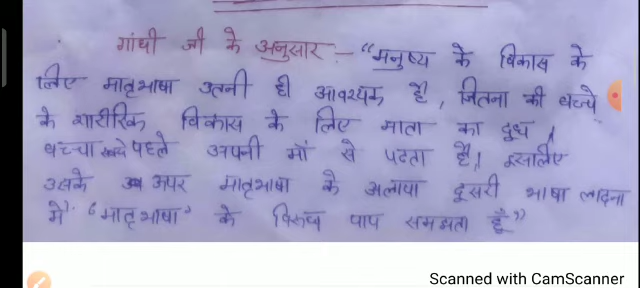 गांधी जी के अनुसार :- "मनुष्य के विकास के
लिए मातृभाषा उतनी ही आवश्यक है, जितना की बच्चे
के शारीरिक विकास के लिए माता का दूध,
बच्चा पहले अपनी माँ से पढता है, इसलिए
उसके ऊपर मातृभाषा के अलावा दूसरी भाषा लादना
में "मातृभाषा" के विरुध पाप समझता हूँ"
Scanned with CamScanner